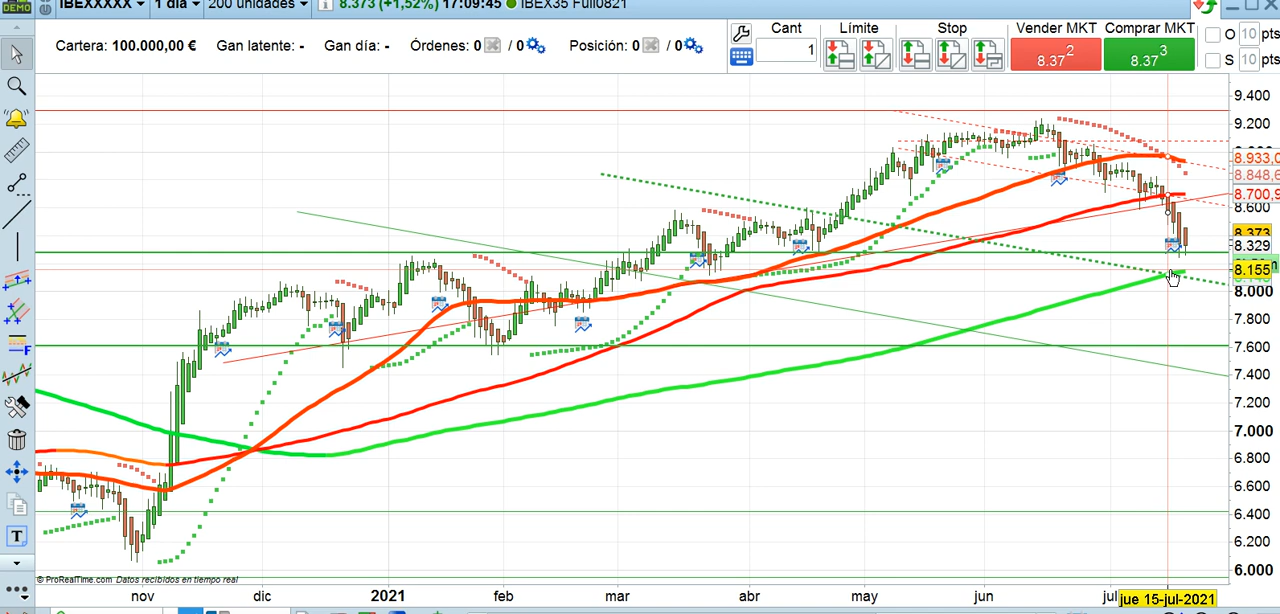 DEMO IBEXXXXX 1 día 200 unidades 8.373 (+1,52%) 17:09:45 IBEX35 Full0821
Cant Límite Stop Vender MKT Comprar MKT O 10 pts
Cartera: 100.000,00 € Gan latente: - Gan día: - Órdenes: 0 / 0 Posición: 0 / 0
1 8.37² 8.37³ S 10 pts
9.400
9.200
8.933,0
8.848,6
8.700,9
8.600
8.373
8.329
8.155
8.000
7.800
7.600
7.400
7.200
7.000
6.800
6.600
6.400
6.200
6.000
F
T
© ProRealTime.com Datos recibidos en tiempo real
nov dic 2021 feb mar abr may jun jul jue 15-jul-2021